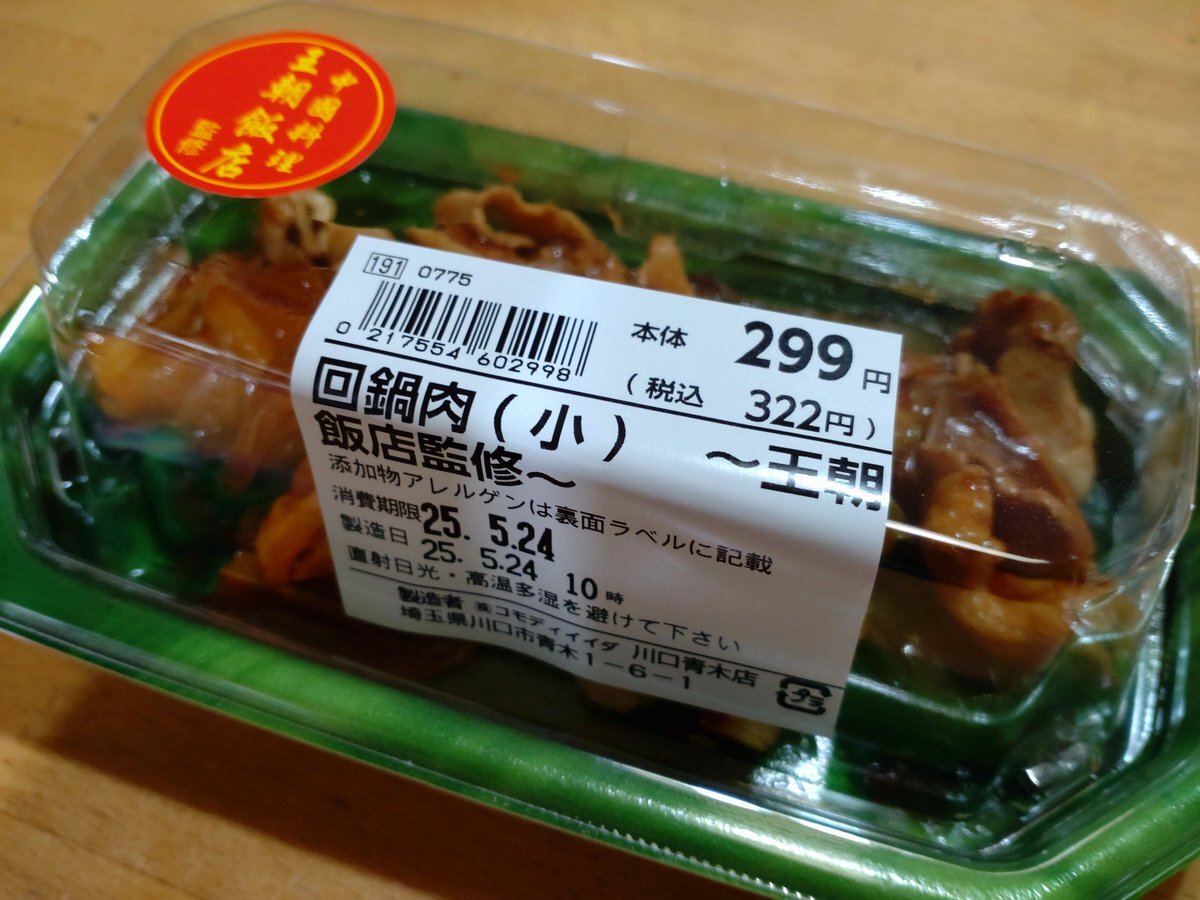 中國料理
王朝飯店
監修
191 0775
0 217554 602998
本体 299円
(税込 322円)
回鍋肉(小) ～王朝
飯店監修～
添加物アレルゲンは裏面ラベルに記載
消費期限25. 5.24
製造日 25. 5.24 10時
直射日光・高温多湿を避けて下さい
製造者 ㈱コモディイイダ 川口青木店
埼玉県川口市青木1-6-1
プラ